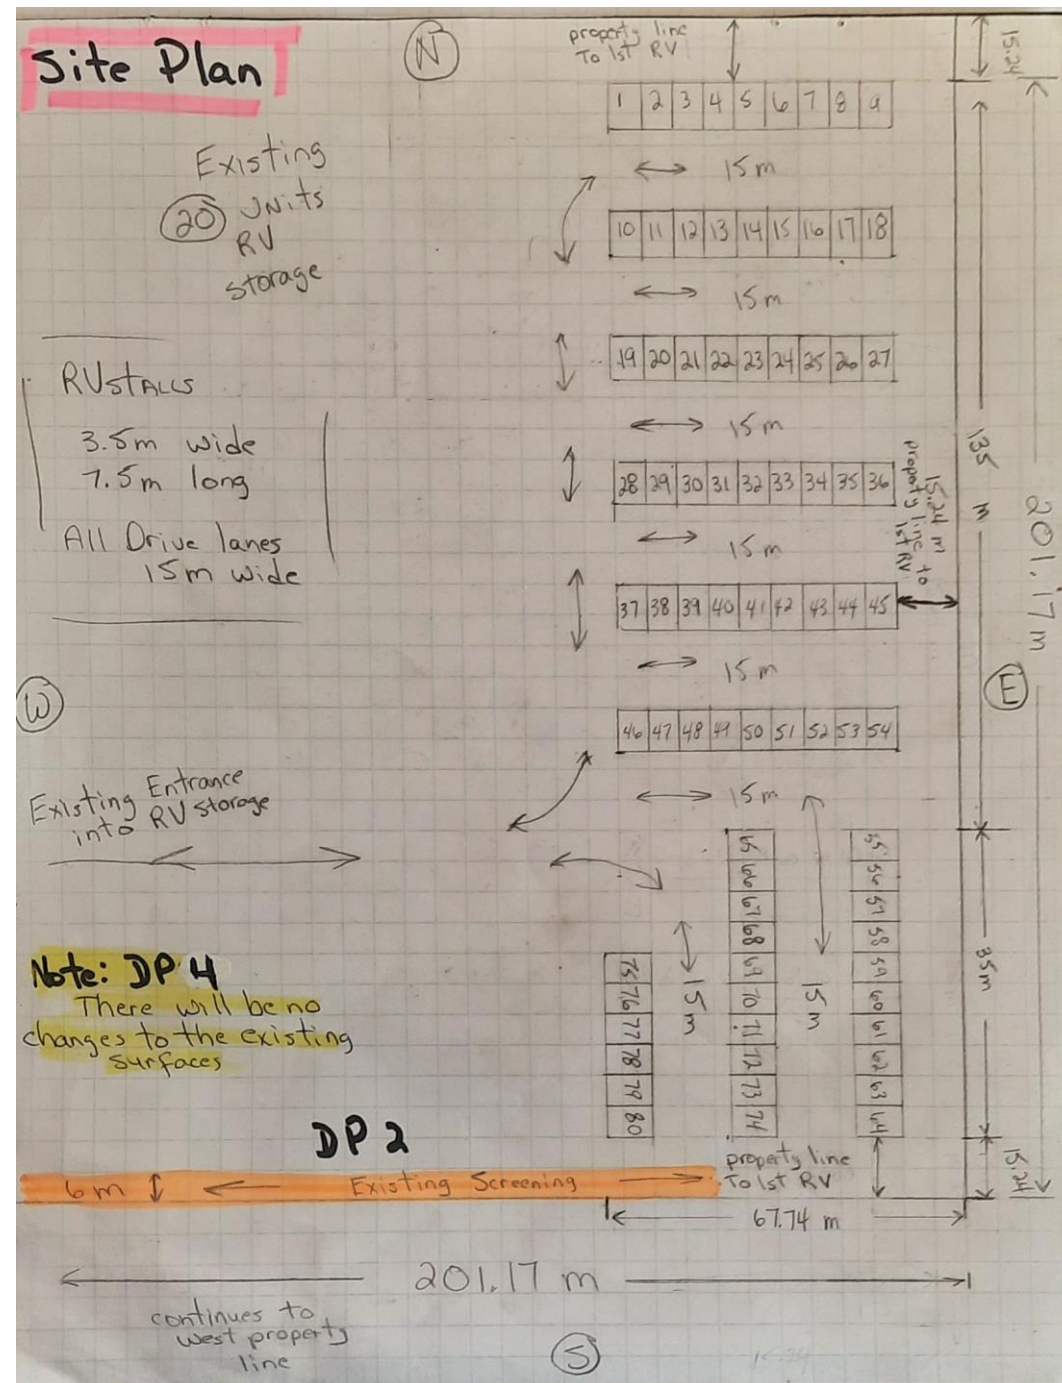 Site Plan
N
property line
To 1st RV
15.24
1 2 3 4 5 6 7 8 9
Existing
20 Units
RV
storage
15 m
10 11 12 13 14 15 16 17 18
15 m
19 20 21 22 23 24 25 26 27
RV STALLS
3.5m wide
7.5m long
All Drive lanes
15m wide
15 m
28 29 30 31 32 33 34 35 36
15.24 m
property line to
1st RV
135 m
201.17 m
15 m
37 38 39 40 41 42 43 44 45
15 m
W
E
46 47 48 49 50 51 52 53 54
Existing Entrance
into RV storage
15 m
65 66 67 68 69 70 71 72 73 74
55 56 57 58 59 60 61 62 63 64
75 76 77 78 79 80
15 m
15 m
35m
Note: DP 4
There will be no
changes to the existing
surfaces
DP 2
6m Existing Screening
property line
To 1st RV
15.24
67.74 m
201.17 m
continues to
west property
line
S